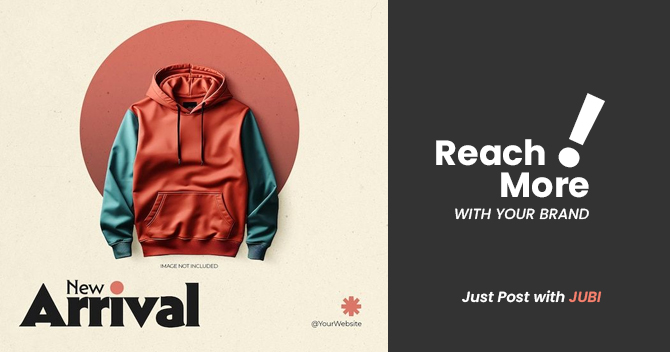 IMAGE NOT INCLUDED
New
Arrival
@YourWebsite
Reach
More
WITH YOUR BRAND
Just Post with JUBI